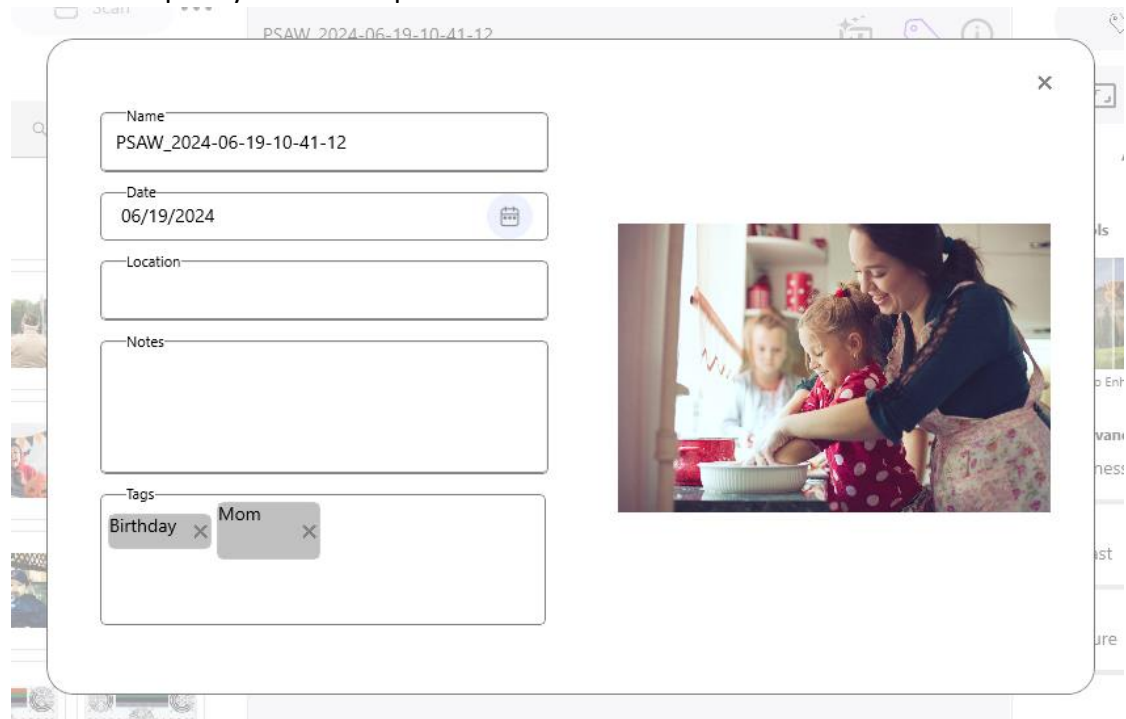 Scan
PSAW_2024-06-19-10-41-12
Name
PSAW_2024-06-19-10-41-12
Date
06/19/2024
Location
Notes
Tags
Birthday
Mom